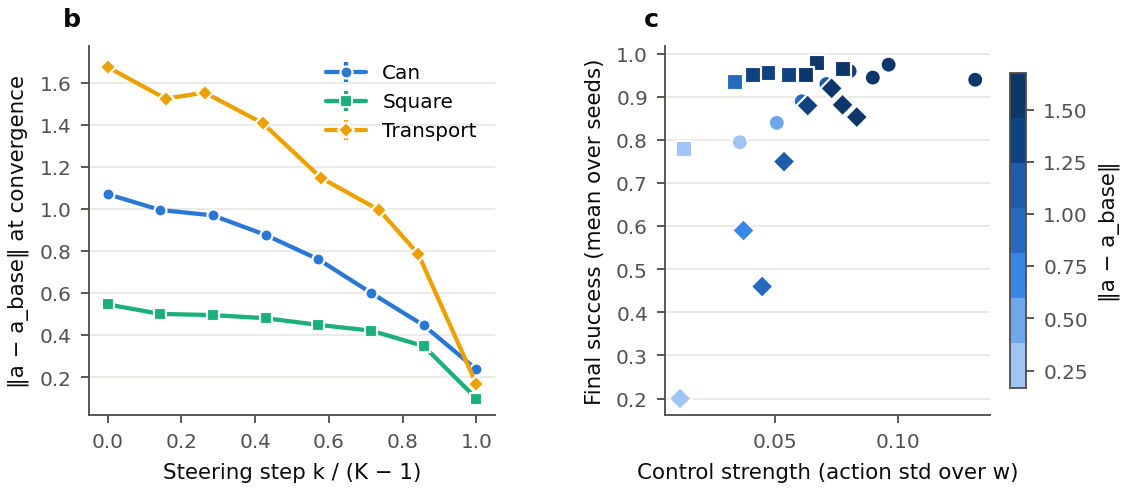 b
‖a − a_base‖ at convergence
1.6
1.4
1.2
1.0
0.8
0.6
0.4
0.2
Can
Square
Transport
0.0 0.2 0.4 0.6 0.8 1.0
Steering step k / (K − 1)
c
Final success (mean over seeds)
1.0
0.9
0.8
0.7
0.6
0.5
0.4
0.3
0.2
0.05 0.10
Control strength (action std over w)
1.50
1.25
1.00
0.75
0.50
0.25
‖a − a_base‖